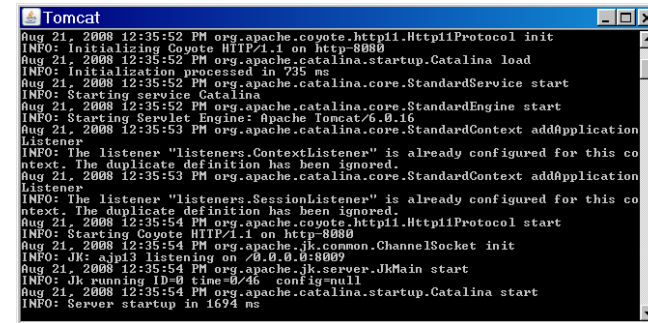 Tomcat
Aug 21, 2008 12:35:52 PM org.apache.coyote.http11.Http11Protocol init
INFO: Initializing Coyote HTTP/1.1 on http-8080
Aug 21, 2008 12:35:52 PM org.apache.catalina.startup.Catalina load
INFO: Initialization processed in 735 ms
Aug 21, 2008 12:35:52 PM org.apache.catalina.core.StandardService start
INFO: Starting service Catalina
Aug 21, 2008 12:35:52 PM org.apache.catalina.core.StandardEngine start
INFO: Starting Servlet Engine: Apache Tomcat/6.0.16
Aug 21, 2008 12:35:53 PM org.apache.catalina.core.StandardContext addApplication
Listener
INFO: The listener "listeners.ContextListener" is already configured for this co
ntext. The duplicate definition has been ignored.
Aug 21, 2008 12:35:53 PM org.apache.catalina.core.StandardContext addApplication
Listener
INFO: The listener "listeners.SessionListener" is already configured for this co
ntext. The duplicate definition has been ignored.
Aug 21, 2008 12:35:54 PM org.apache.coyote.http11.Http11Protocol start
INFO: Starting Coyote HTTP/1.1 on http-8080
Aug 21, 2008 12:35:54 PM org.apache.jk.common.ChannelSocket init
INFO: JK: ajp13 listening on /0.0.0.0:8009
Aug 21, 2008 12:35:54 PM org.apache.jk.server.JkMain start
INFO: Jk running ID=0 time=0/46  config=null
Aug 21, 2008 12:35:54 PM org.apache.catalina.startup.Catalina start
INFO: Server startup in 1694 ms